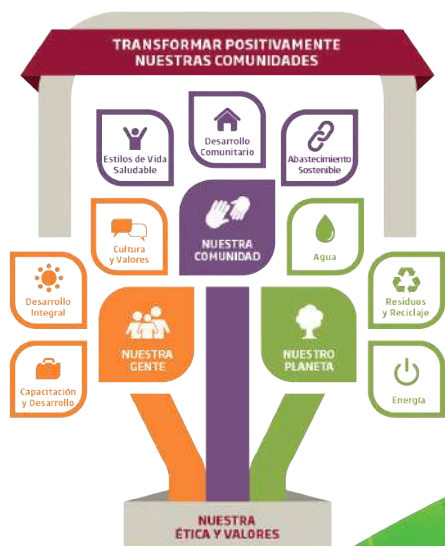 TRANSFORMAR POSITIVAMENTE
NUESTRAS COMUNIDADES
Estilos de Vida
Saludable
Desarrollo
Comunitario
Abastecimiento
Sostenible
Cultura
y Valores
NUESTRA
COMUNIDAD
Agua
Desarrollo
Integral
Residuos
y Reciclaje
NUESTRA
GENTE
NUESTRO
PLANETA
Capacitación
y Desarrollo
Energía
NUESTRA
ÉTICA Y VALORES